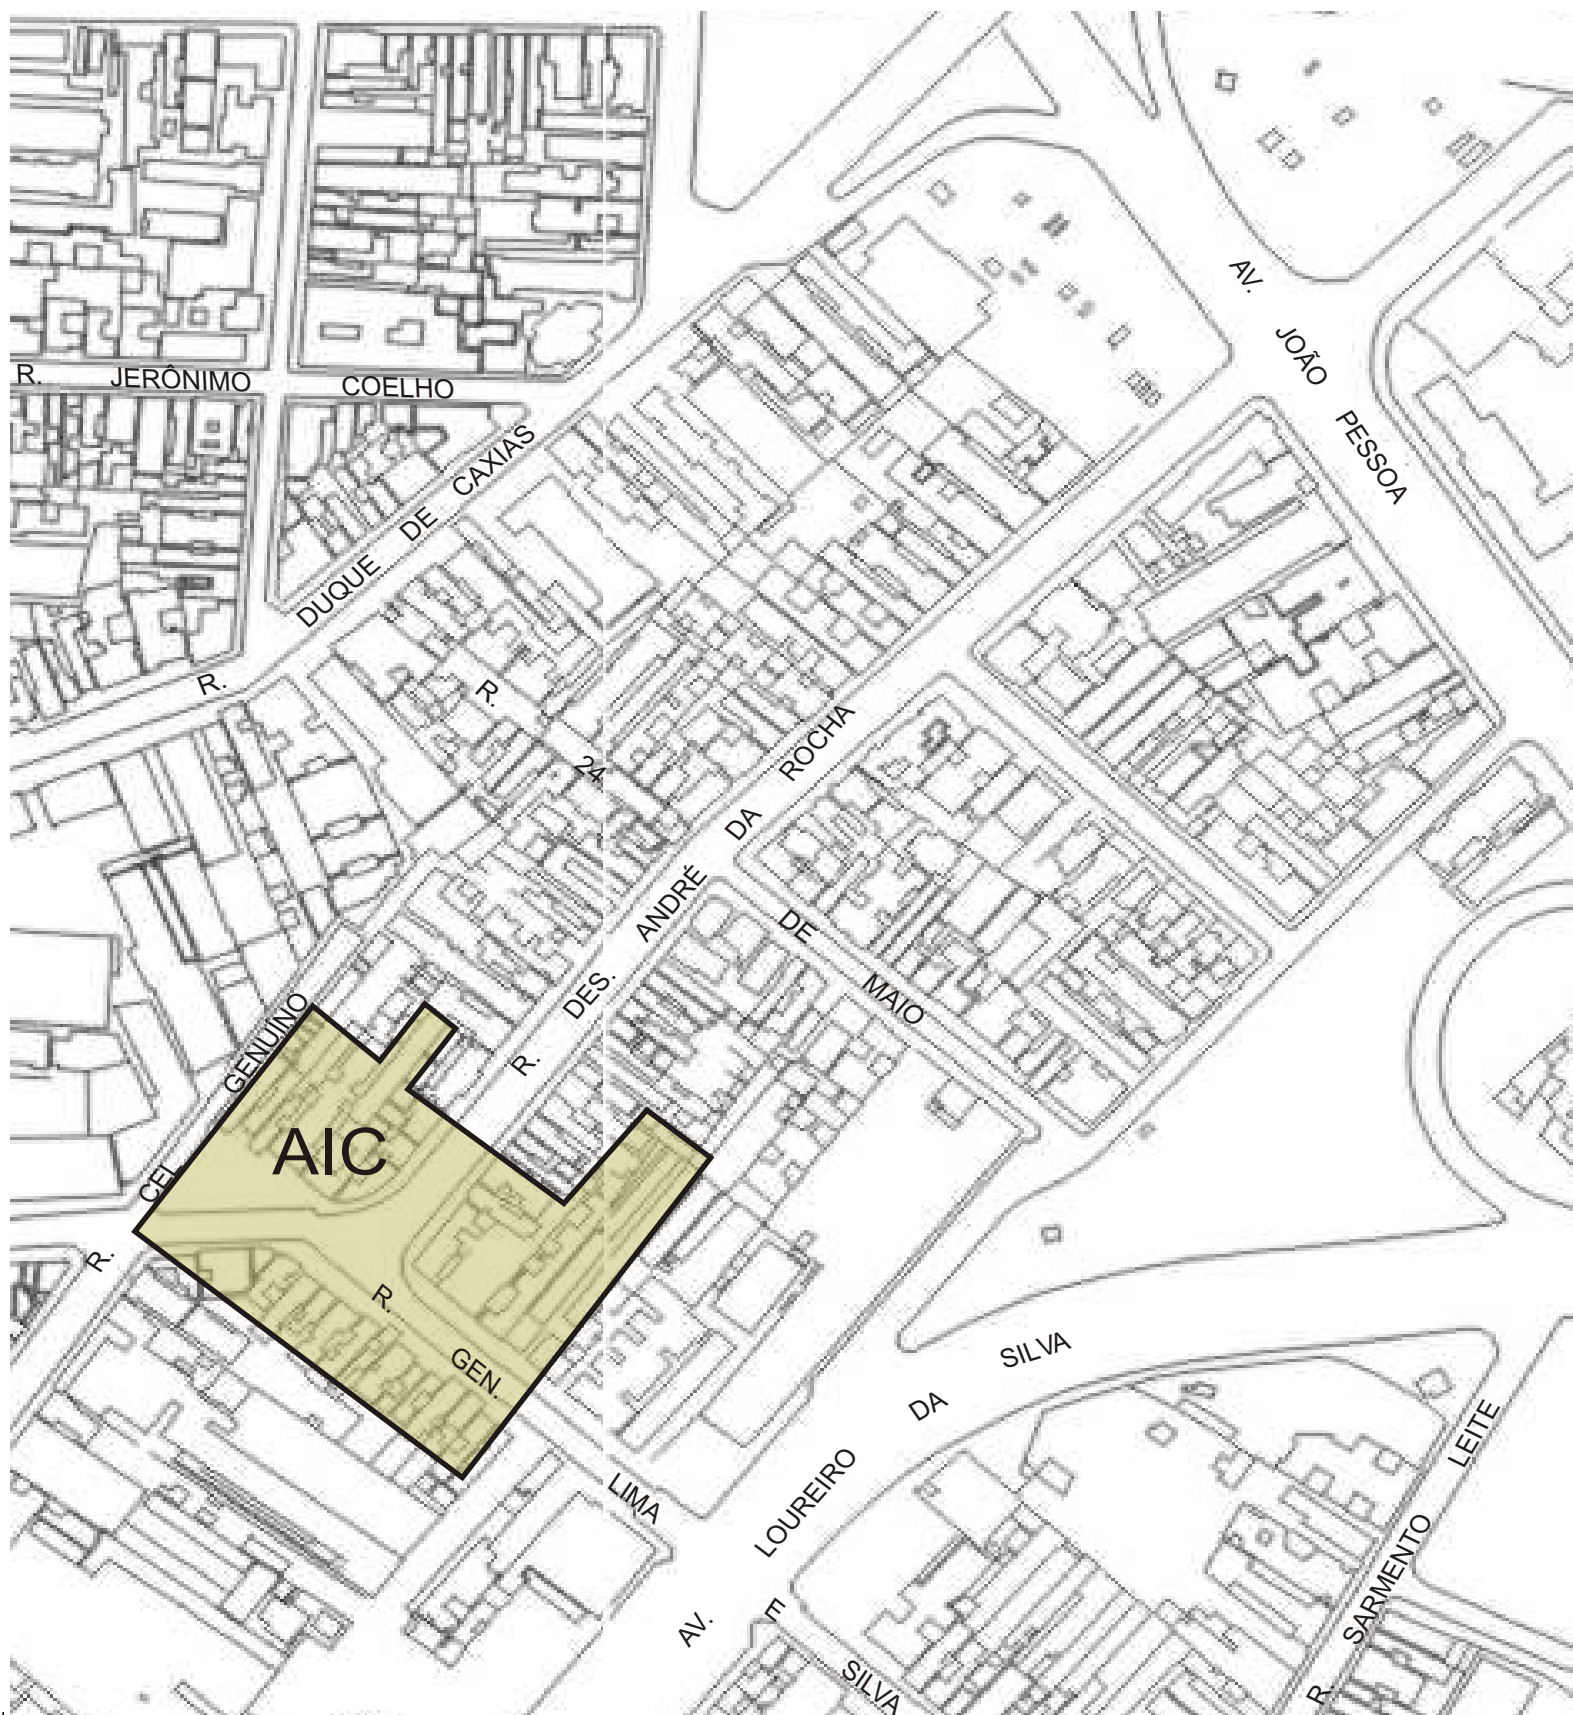 R. JERÔNIMO COELHO
R. DUQUE DE CAXIAS
AV. JOÃO PESSOA
R. 24 DE MAIO
R. DES. ANDRÉ DA ROCHA
R. CEL. GENUINO
AIC
R. GEN. LIMA E SILVA
AV. LOUREIRO DA SILVA
R. SARMENTO LEITE